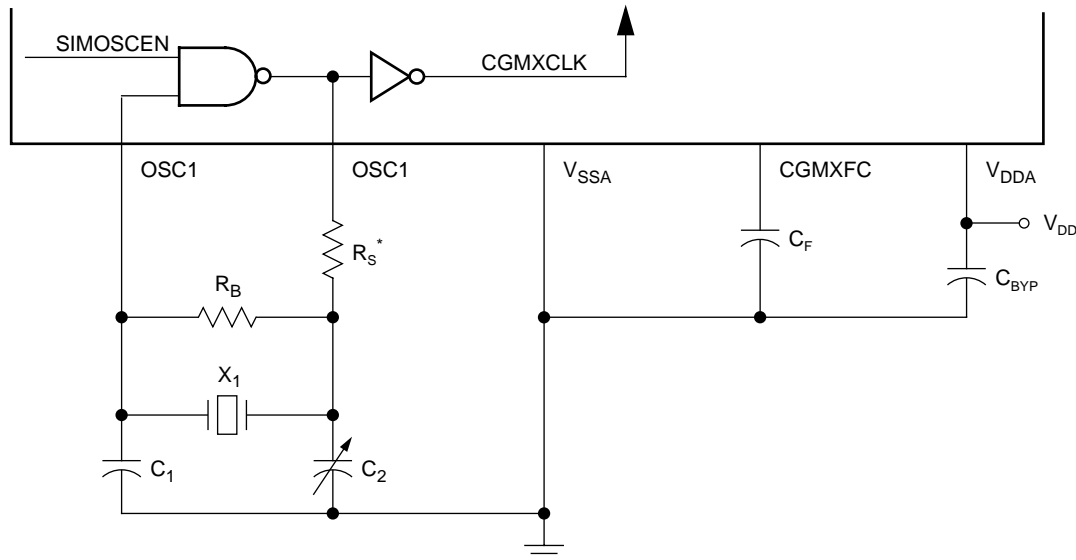 SIMOSCEN
CGMXCLK
OSC1 OSC1 VSSA CGMXFC VDDA
VDD
RS*
CF
CBYP
RB
X1
C1 C2